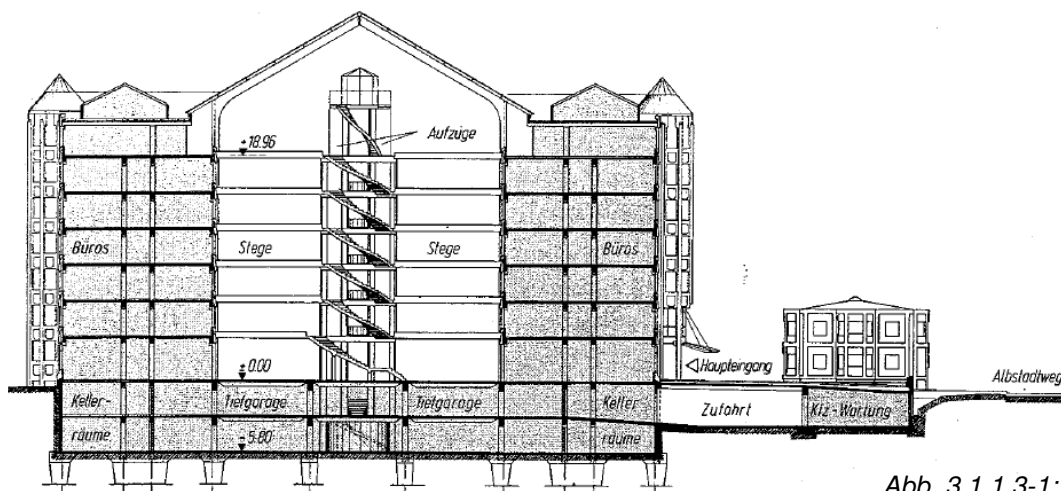 Aufzüge
±18.96
Büros
Stege
Stege
Büros
±0.00
Haupteingang
Albstadtweg
Keller-
räume
Tiefgarage
Tiefgarage
Keller
räume
Zufahrt
Kfz-Wartung
±5.80
Abb. 3.1.1.3-1: